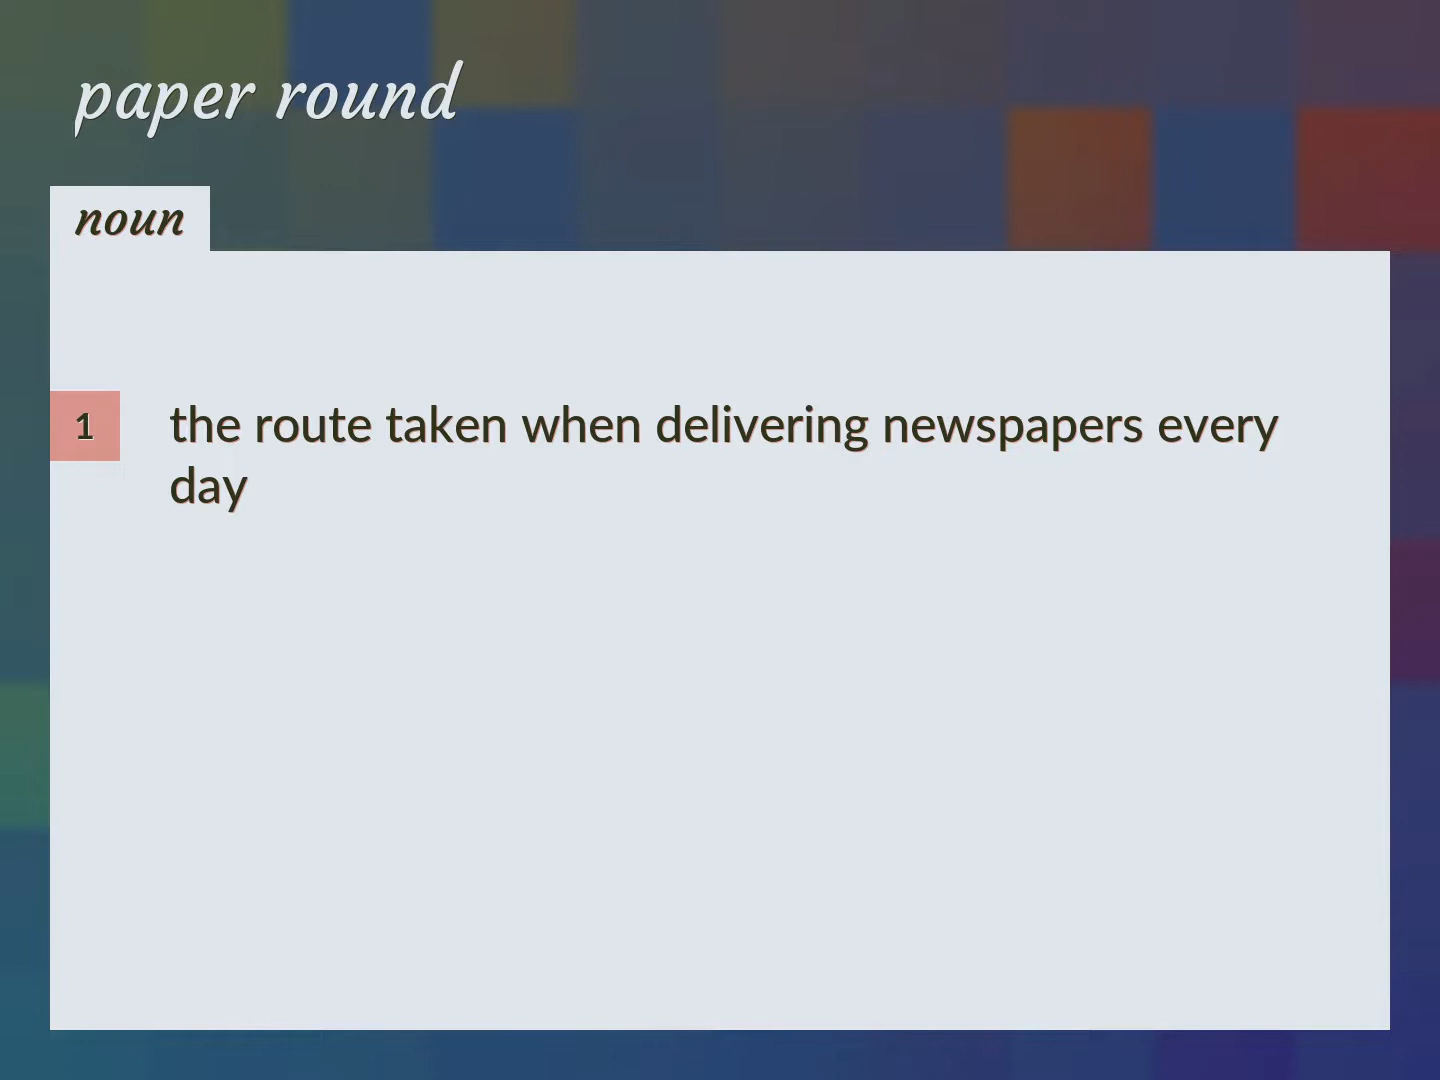 paper round
noun
1 the route taken when delivering newspapers every
day